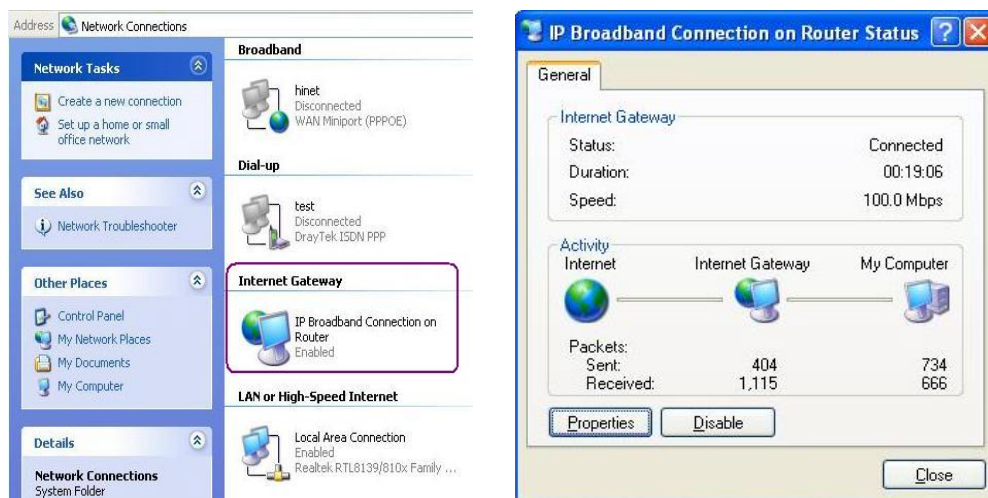 Address Network Connections
Network Tasks
Create a new connection
Set up a home or small
office network
See Also
Network Troubleshooter
Other Places
Control Panel
My Network Places
My Documents
My Computer
Details
Network Connections
System Folder
Broadband
hinet
Disconnected
WAN Miniport (PPPOE)
Dial-up
test
Disconnected
DrayTek ISDN PPP
Internet Gateway
IP Broadband Connection on
Router
Enabled
LAN or High-Speed Internet
Local Area Connection
Enabled
Realtek RTL8139/810x Family ...
IP Broadband Connection on Router Status
General
Internet Gateway
Status: Connected
Duration: 00:19:06
Speed: 100.0 Mbps
Activity
Internet Internet Gateway My Computer
Packets:
Sent: 404 734
Received: 1,115 666
Properties Disable
Close